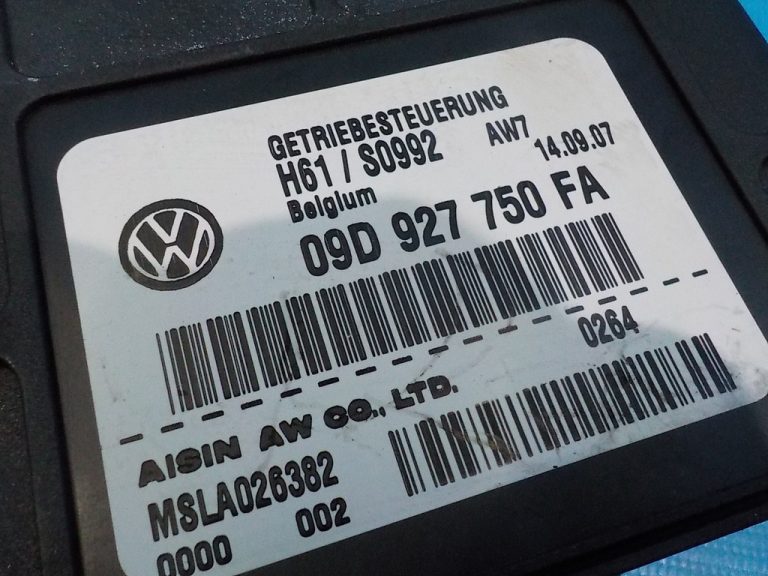 GETRIEBESTEUERUNG
H61 / S0992 AW7 14.09.07
Belgium
09D 927 750 FA
0264
AISIN AW CO., LTD.
MSLA026382
0000 002